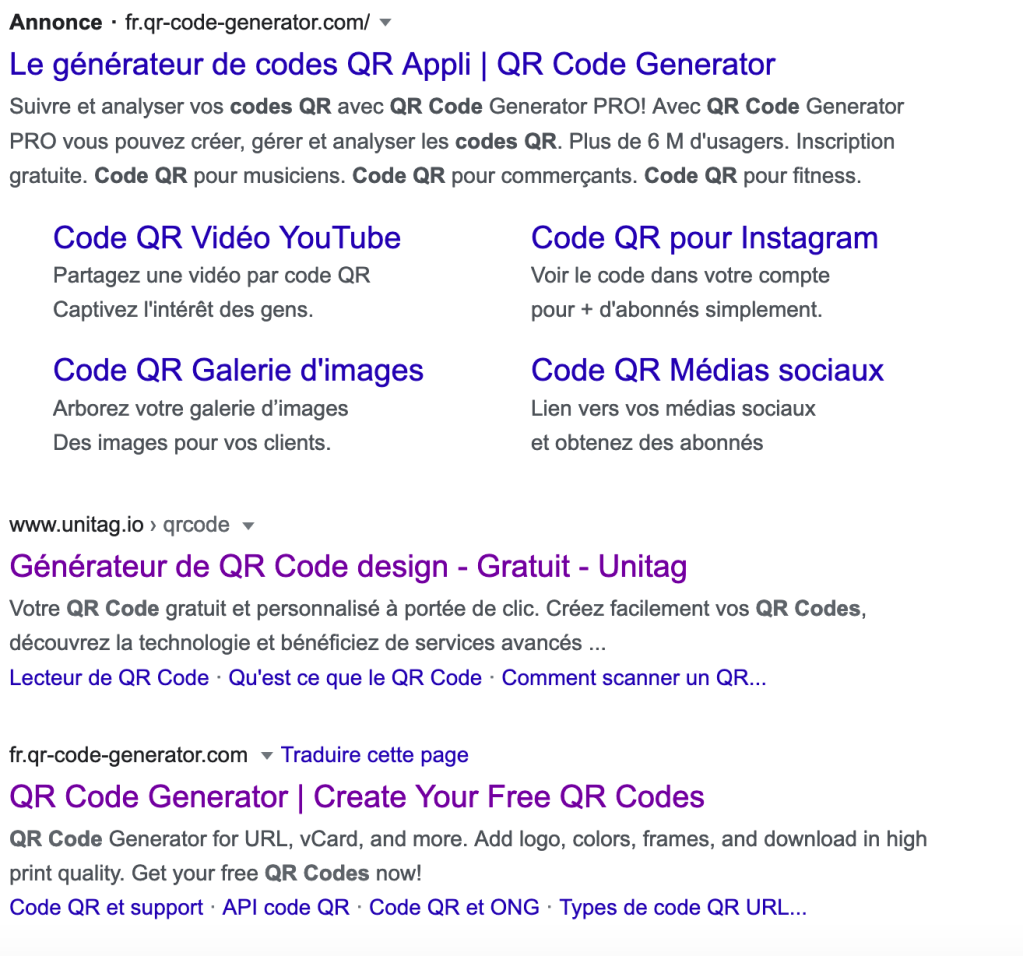 Annonce · fr.qr-code-generator.com/
Le générateur de codes QR Appli | QR Code Generator
Suivre et analyser vos codes QR avec QR Code Generator PRO! Avec QR Code Generator
PRO vous pouvez créer, gérer et analyser les codes QR. Plus de 6 M d'usagers. Inscription
gratuite. Code QR pour musiciens. Code QR pour commerçants. Code QR pour fitness.
Code QR Vidéo YouTube
Partagez une vidéo par code QR
Captivez l'intérêt des gens.
Code QR pour Instagram
Voir le code dans votre compte
pour + d'abonnés simplement.
Code QR Galerie d'images
Arborez votre galerie d’images
Des images pour vos clients.
Code QR Médias sociaux
Lien vers vos médias sociaux
et obtenez des abonnés
www.unitag.io › qrcode
Générateur de QR Code design - Gratuit - Unitag
Votre QR Code gratuit et personnalisé à portée de clic. Créez facilement vos QR Codes,
découvrez la technologie et bénéficiez de services avancés ...
Lecteur de QR Code · Qu'est ce que le QR Code · Comment scanner un QR...
fr.qr-code-generator.com Traduire cette page
QR Code Generator | Create Your Free QR Codes
QR Code Generator for URL, vCard, and more. Add logo, colors, frames, and download in high
print quality. Get your free QR Codes now!
Code QR et support · API code QR · Code QR et ONG · Types de code QR URL...